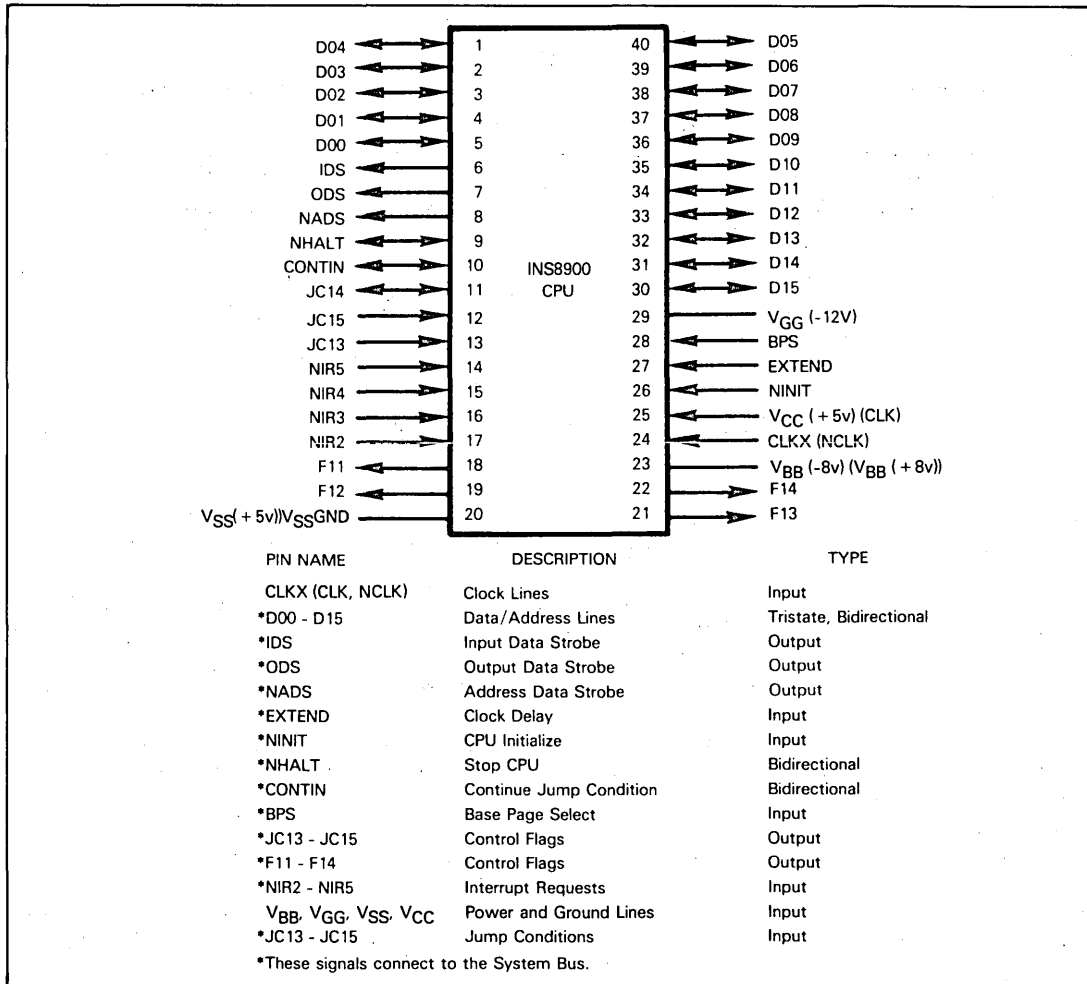 D04 1 40 D05
D03 2 39 D06
D02 3 38 D07
D01 4 37 D08
D00 5 36 D09
IDS 6 35 D10
ODS 7 34 D11
NADS 8 33 D12
NHALT 9 32 D13
CONTIN 10 INS8900 31 D14
JC14 11 CPU 30 D15
JC15 12 29 VGG (-12V)
JC13 13 28 BPS
NIR5 14 27 EXTEND
NIR4 15 26 NINIT
NIR3 16 25 VCC (+5v) (CLK)
NIR2 17 24 CLKX (NCLK)
F11 18 23 VBB (-8v) (VBB (+8v))
F12 19 22 F14
VSS(+5v))VSSGND 20 21 F13
PIN NAME DESCRIPTION TYPE
CLKX (CLK, NCLK) Clock Lines Input
*D00 - D15 Data/Address Lines Tristate, Bidirectional
*IDS Input Data Strobe Output
*ODS Output Data Strobe Output
*NADS Address Data Strobe Output
*EXTEND Clock Delay Input
*NINIT CPU Initialize Input
*NHALT Stop CPU Bidirectional
*CONTIN Continue Jump Condition Bidirectional
*BPS Base Page Select Input
*JC13 - JC15 Control Flags Output
*F11 - F14 Control Flags Output
*NIR2 - NIR5 Interrupt Requests Input
VBB, VGG, VSS, VCC Power and Ground Lines Input
*JC13 - JC15 Jump Conditions Input
*These signals connect to the System Bus.